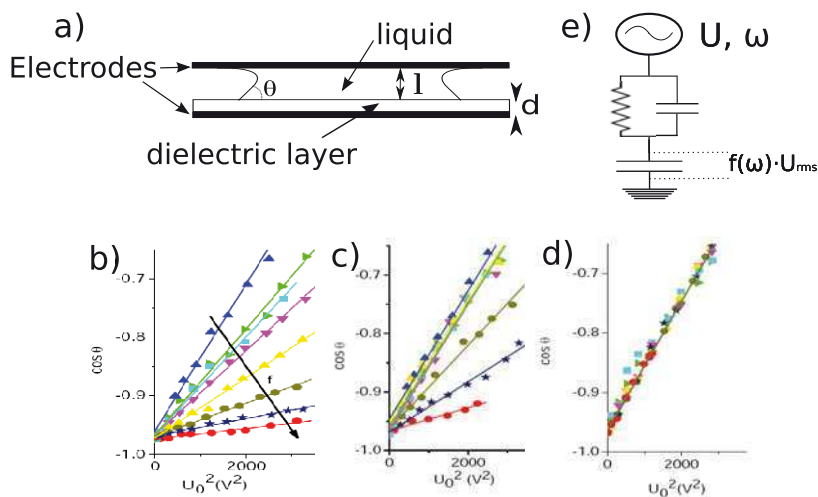 a)
liquid
Electrodes
θ
l
d
dielectric layer
e)
U, ω
f(ω)·Urms
b)
cos θ
-0.7
-0.8
-0.9
-1.0
f
0
2000
U₀²(V²)
c)
cos θ
-0.7
-0.8
-0.9
-1.0
0
2000
U₀²(V²)
d)
cos θ
-0.7
-0.8
-0.9
-1.0
0
2000
U₀²(V²)